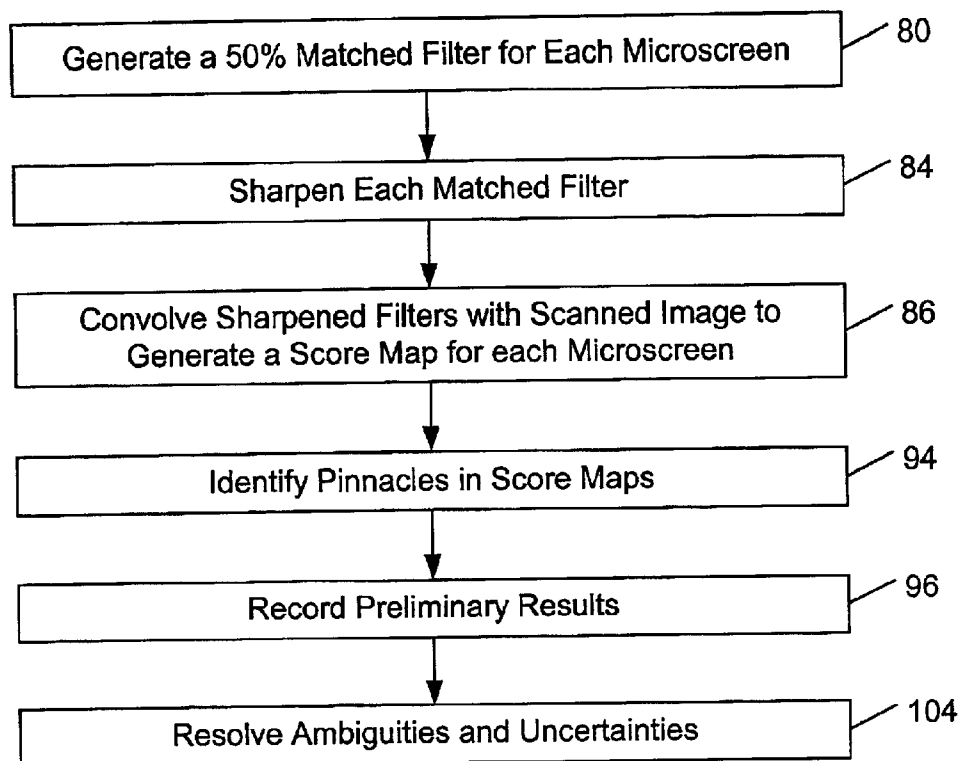 Generate a 50% Matched Filter for Each Microscreen
80
Sharpen Each Matched Filter
84
Convolve Sharpened Filters with Scanned Image to
Generate a Score Map for each Microscreen
86
Identify Pinnacles in Score Maps
94
Record Preliminary Results
96
Resolve Ambiguities and Uncertainties
104